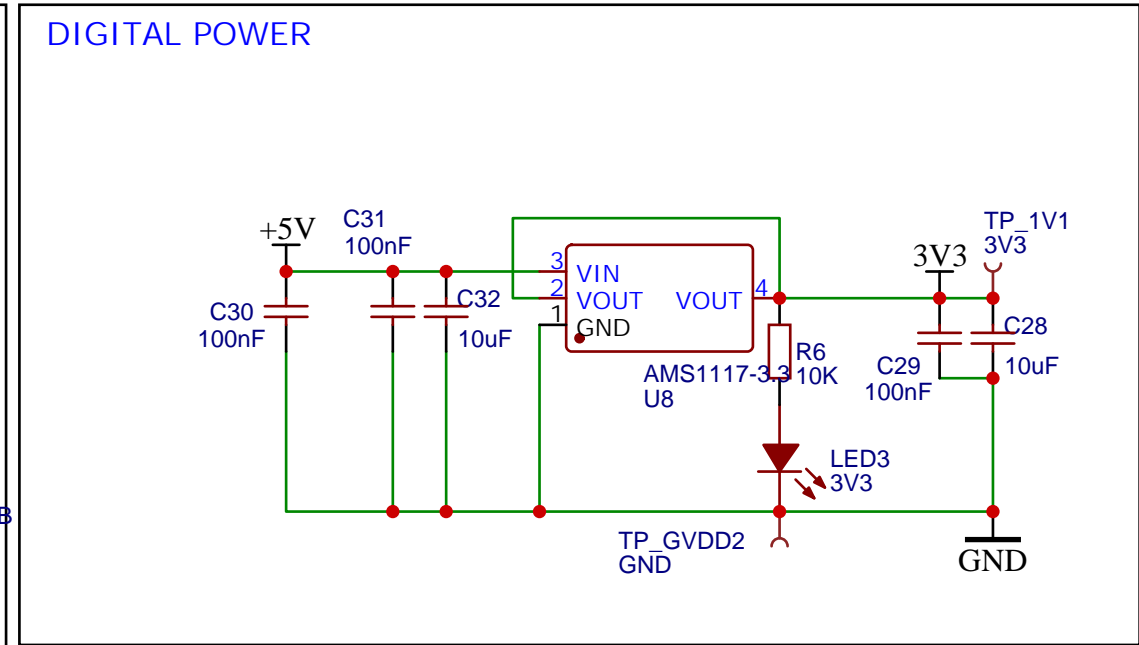 DIGITAL POWER
+5V
C31
100nF
C30
100nF
C32
10uF
3
2
1
VIN
VOUT
GND
VOUT
4
AMS1117-3.3
U8
R6
10K
3V3
TP_1V1
3V3
C29
100nF
C28
10uF
LED3
3V3
TP_GVDD2
GND
GND
B